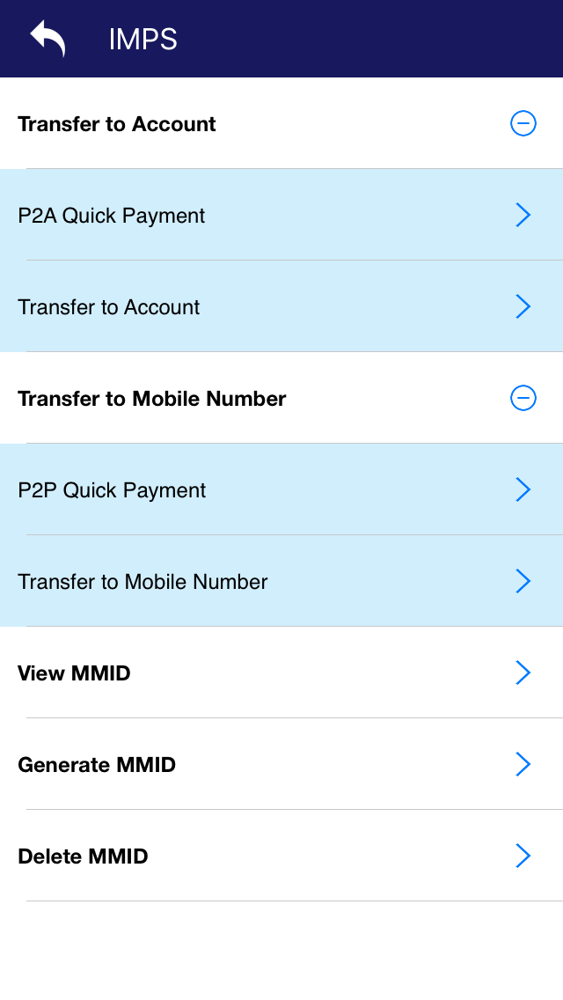 IMPS
Transfer to Account
P2A Quick Payment
Transfer to Account
Transfer to Mobile Number
P2P Quick Payment
Transfer to Mobile Number
View MMID
Generate MMID
Delete MMID